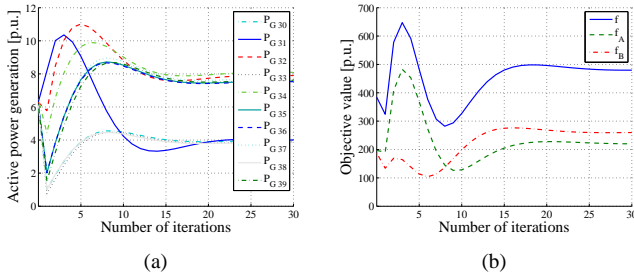 Active power generation [p.u.]
12
10
8
6
4
2
0
0 5 10 15 20 25 30
Number of iterations
P G 30
P G 31
P G 32
P G 33
P G 34
P G 35
P G 36
P G 37
P G 38
P G 39
(a)
Objective value [p.u.]
700
600
500
400
300
200
100
0
0 5 10 15 20 25 30
Number of iterations
f
f A
f B
(b)